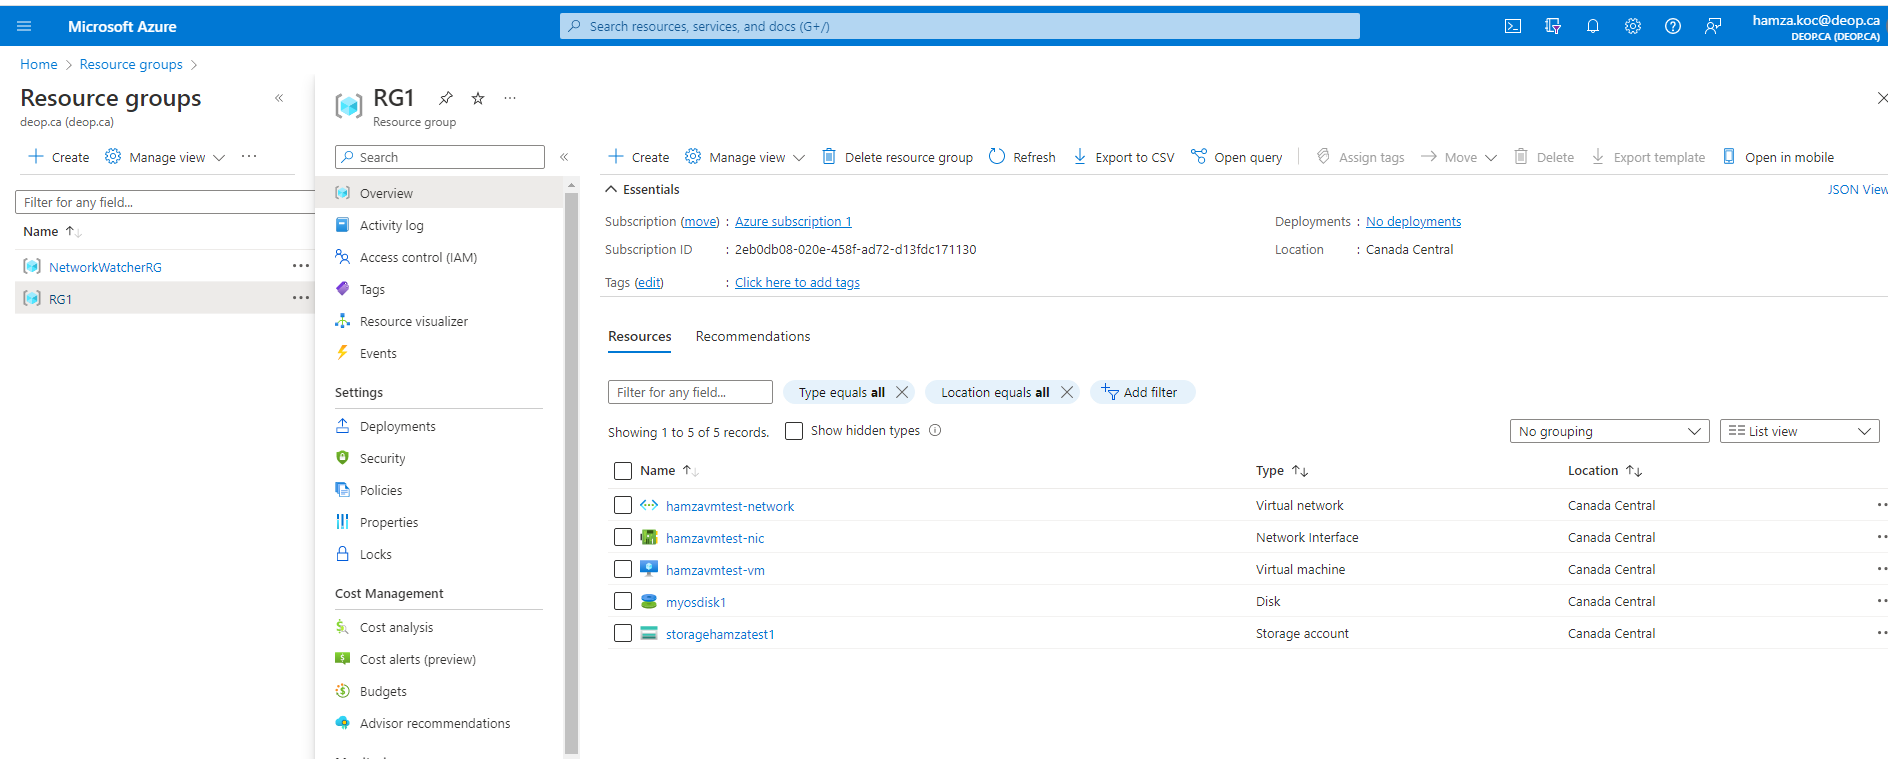 Microsoft Azure
Search resources, services, and docs (G+/)
hamza.koc@deop.ca
DEOP.CA (DEOP.CA)
Home > Resource groups >
Resource groups
deop.ca (deop.ca)
Create Manage view
Filter for any field...
Name
NetworkWatcherRG
RG1
RG1
Resource group
Search
Overview
Activity log
Access control (IAM)
Tags
Resource visualizer
Events
Settings
Deployments
Security
Policies
Properties
Locks
Cost Management
Cost analysis
Cost alerts (preview)
Budgets
Advisor recommendations
Create Manage view Delete resource group Refresh Export to CSV Open query Assign tags Move Delete Export template Open in mobile
Essentials
JSON View
Subscription (move) : Azure subscription 1
Deployments : No deployments
Subscription ID : 2eb0db08-020e-458f-ad72-d13fdc171130
Location : Canada Central
Tags (edit) : Click here to add tags
Resources Recommendations
Filter for any field... Type equals all Location equals all Add filter
Showing 1 to 5 of 5 records. Show hidden types
No grouping List view
Name Type Location
hamzavmtest-network Virtual network Canada Central
hamzavmtest-nic Network Interface Canada Central
hamzavmtest-vm Virtual machine Canada Central
myosdisk1 Disk Canada Central
storagehamzatest1 Storage account Canada Central